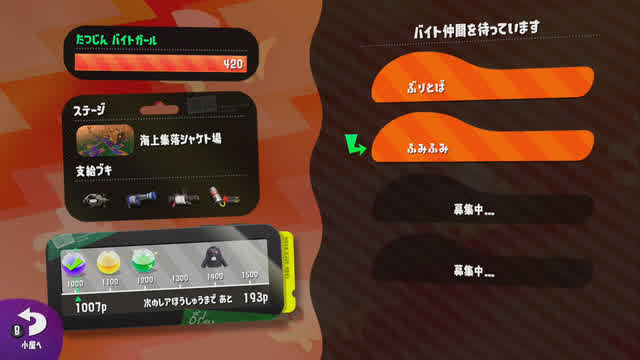 たつじん バイトガール
420
ステージ
海上集落シャケト場
支給ブキ
1000 1100 1200 1300 1400 1500
1007p 次のレアほうしゅうまで あと 193p
B
小屋へ
バイト仲間を待っています
ぶりとば
ふみふみ
募集中...
募集中...